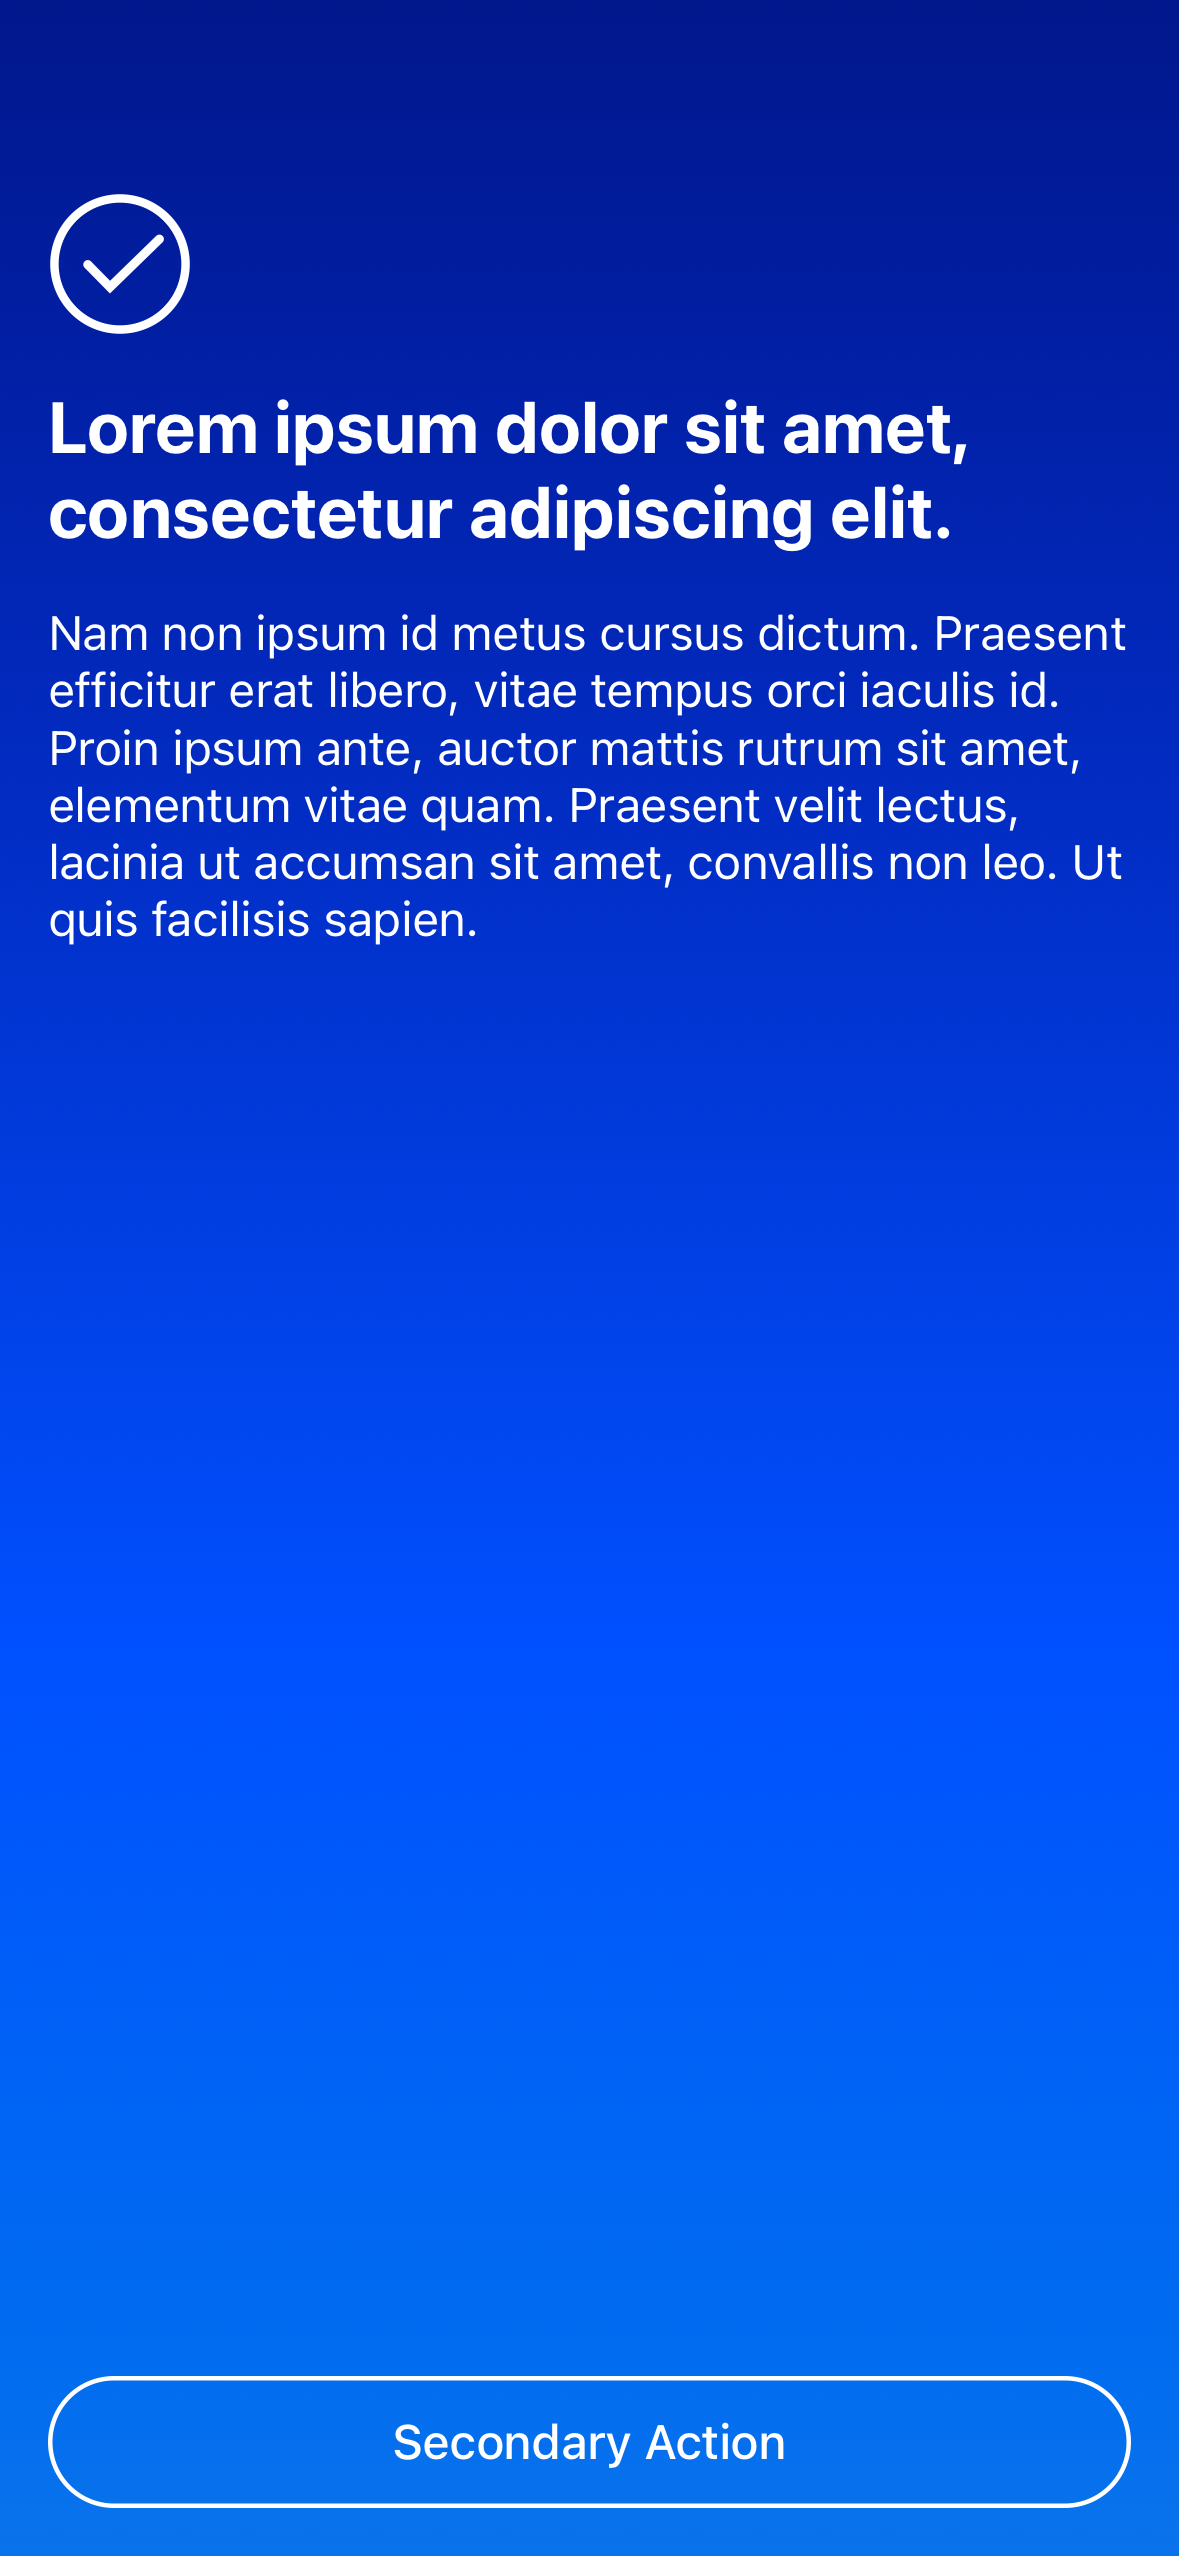 Lorem ipsum dolor sit amet,
consectetur adipiscing elit.
Nam non ipsum id metus cursus dictum. Praesent
efficitur erat libero, vitae tempus orci iaculis id.
Proin ipsum ante, auctor mattis rutrum sit amet,
elementum vitae quam. Praesent velit lectus,
lacinia ut accumsan sit amet, convallis non leo. Ut
quis facilisis sapien.
Secondary Action